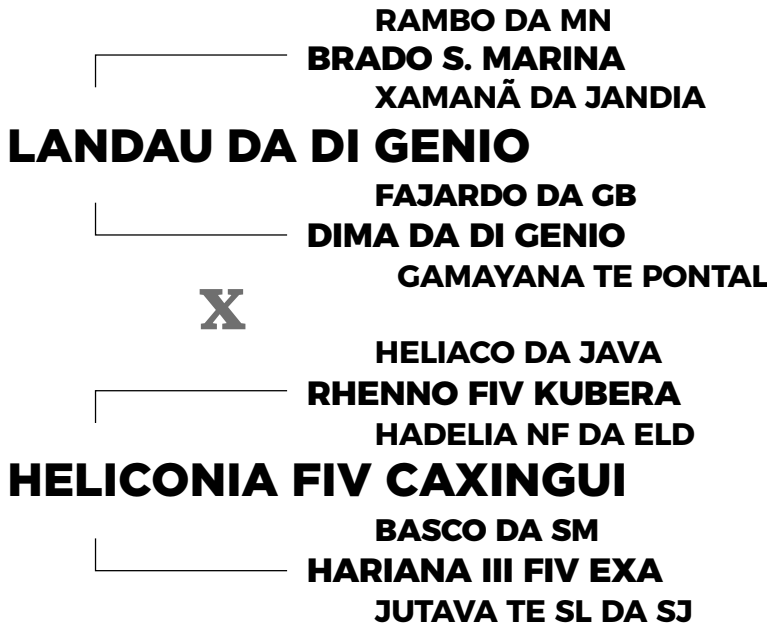 RAMBO DA MN
BRADO S. MARINA
XAMANÃ DA JANDIA
LANDAU DA DI GENIO
FAJARDO DA GB
DIMA DA DI GENIO
GAMAYANA TE PONTAL
X
HELIACO DA JAVA
RHENNO FIV KUBERA
HADELIA NF DA ELD
HELICONIA FIV CAXINGUI
BASCO DA SM
HARIANA III FIV EXA
JUTAVA TE SL DA SJ